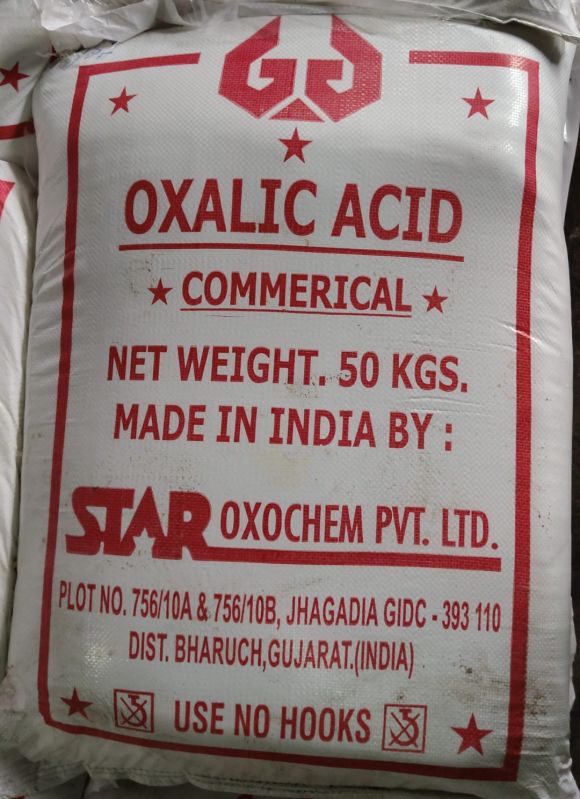 OXALIC ACID
COMMERICAL
NET WEIGHT. 50 KGS.
MADE IN INDIA BY :
STAR OXOCHEM PVT. LTD.
PLOT NO. 756/10A & 756/10B, JHAGADIA GIDC - 393 110
DIST. BHARUCH,GUJARAT.(INDIA)
USE NO HOOKS